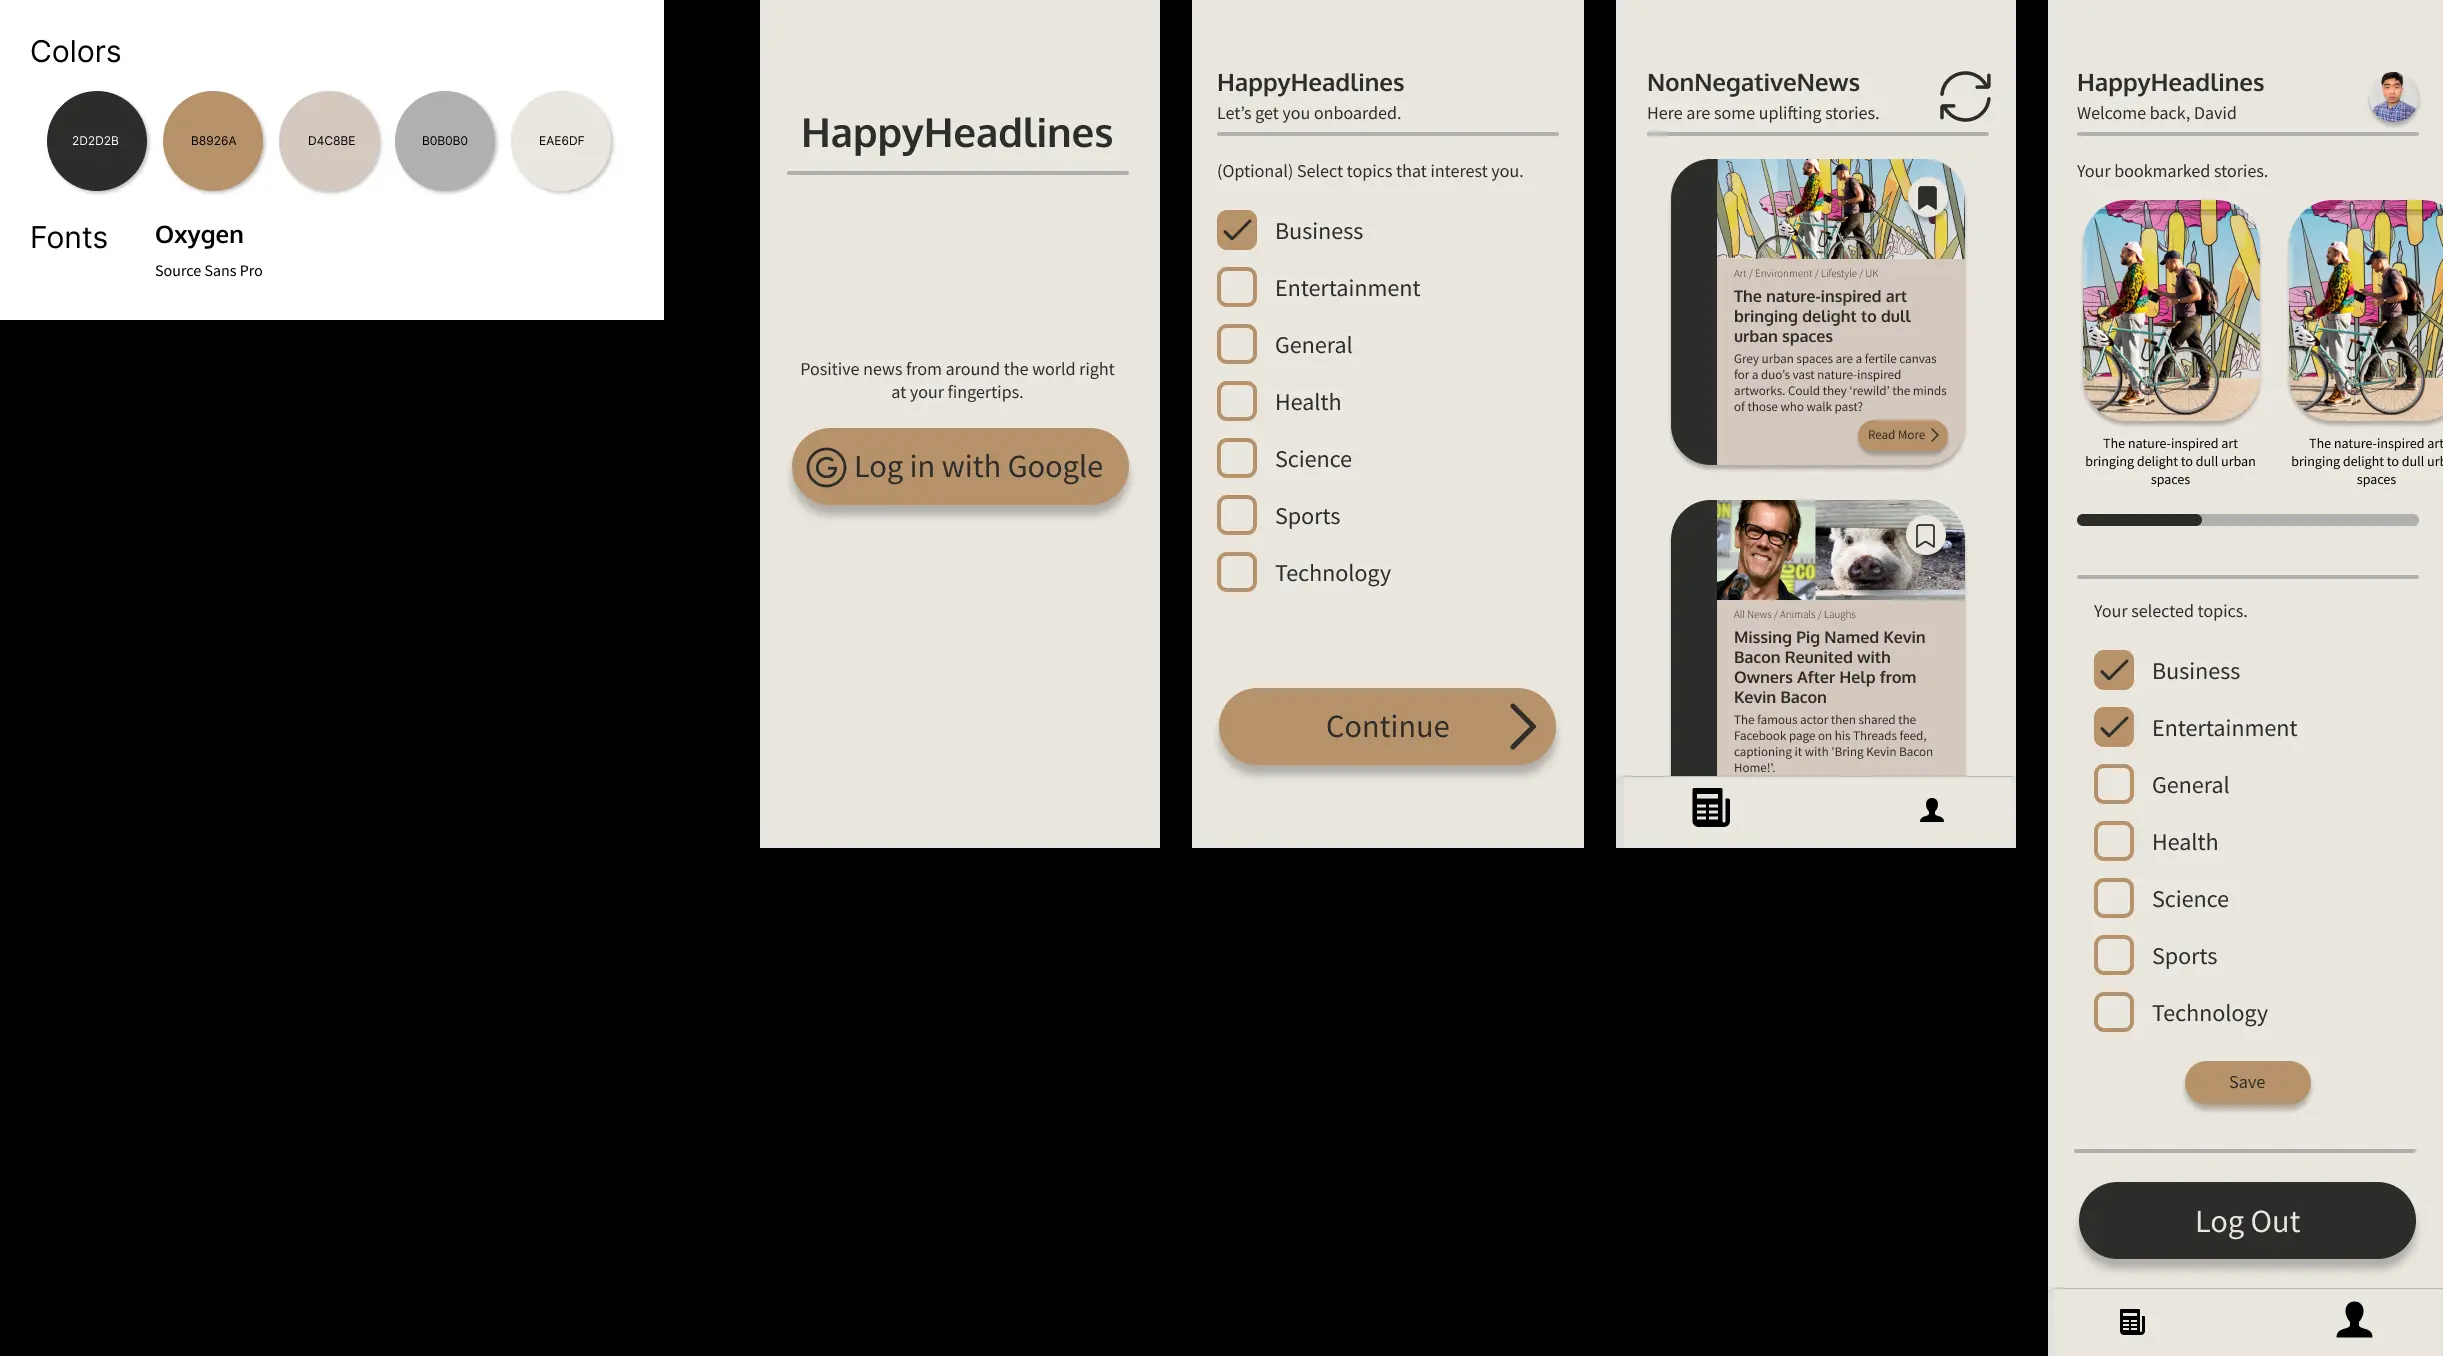 Colors
2D2D2B
B8926A
D4C8BE
B0B0B0
EAE6DF
Fonts
Oxygen
Source Sans Pro
HappyHeadlines
Positive news from around the world right
at your fingertips.
G Log in with Google
HappyHeadlines
Let's get you onboarded.
(Optional) Select topics that interest you.
Business
Entertainment
General
Health
Science
Sports
Technology
Continue
NonNegativeNews
Here are some uplifting stories.
Art / Environment / Lifestyle / UK
The nature-inspired art
bringing delight to dull
urban spaces
Grey urban spaces are a fertile canvas
for a duo's vast nature-inspired
artworks. Could they 'rewild' the minds
of those who walk past?
Read More
All News / Animals / Laughs
Missing Pig Named Kevin
Bacon Reunited with
Owners After Help from
Kevin Bacon
The famous actor then shared the
Facebook page on his Threads feed,
captioning it with 'Bring Kevin Bacon
Home!'.
HappyHeadlines
Welcome back, David
Your bookmarked stories.
The nature-inspired art
bringing delight to dull urban
spaces
The nature-inspired art
bringing delight to dull urb
spaces
Your selected topics.
Business
Entertainment
General
Health
Science
Sports
Technology
Save
Log Out